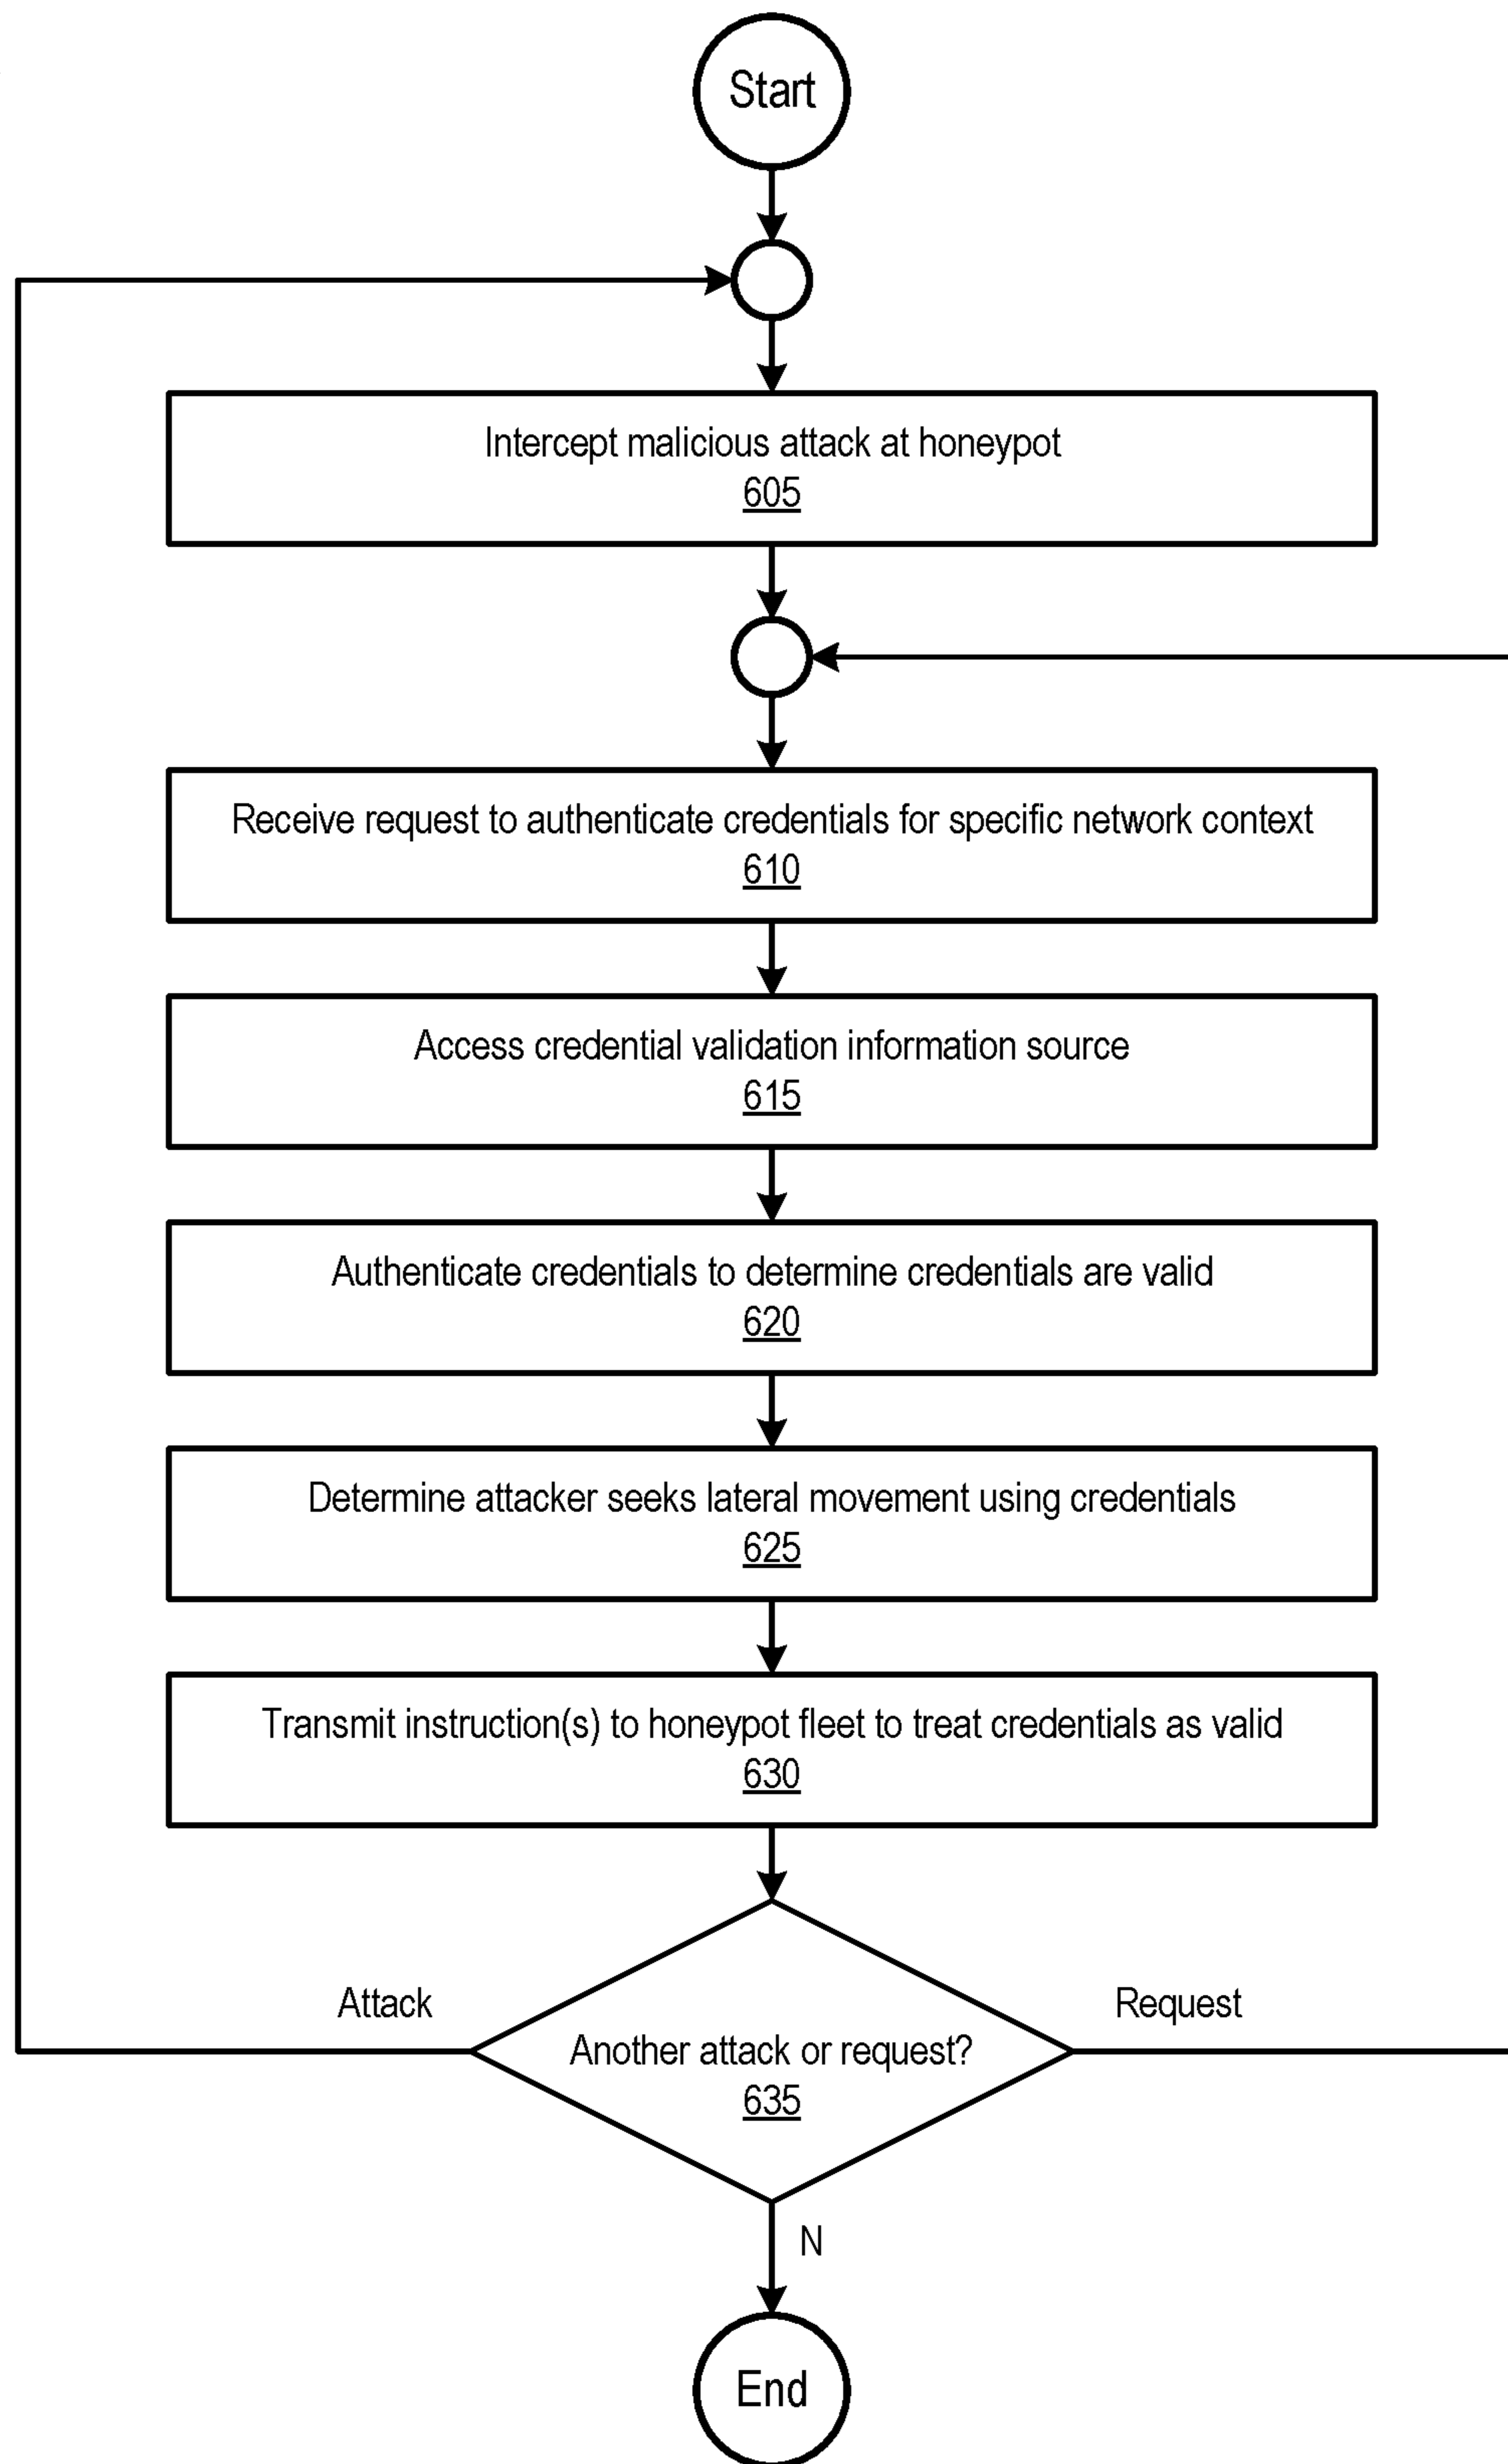 Start
Intercept malicious attack at honeypot
605
Receive request to authenticate credentials for specific network context
610
Access credential validation information source
615
Authenticate credentials to determine credentials are valid
620
Determine attacker seeks lateral movement using credentials
625
Transmit instruction(s) to honeypot fleet to treat credentials as valid
630
Attack
Request
Another attack or request?
635
N
End